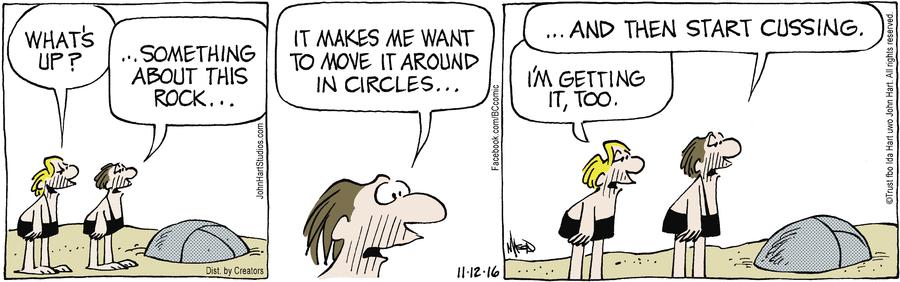 WHAT'S
UP?
...SOMETHING
ABOUT THIS
ROCK...
JohnHartStudios.com
Dist. by Creators
IT MAKES ME WANT
TO MOVE IT AROUND
IN CIRCLES...
11-12-16
Facebook.com/BCcomic
...AND THEN START CUSSING.
I'M GETTING
IT, TOO.
©Trust fbo Ida Hart uwo John Hart. All rights reserved.